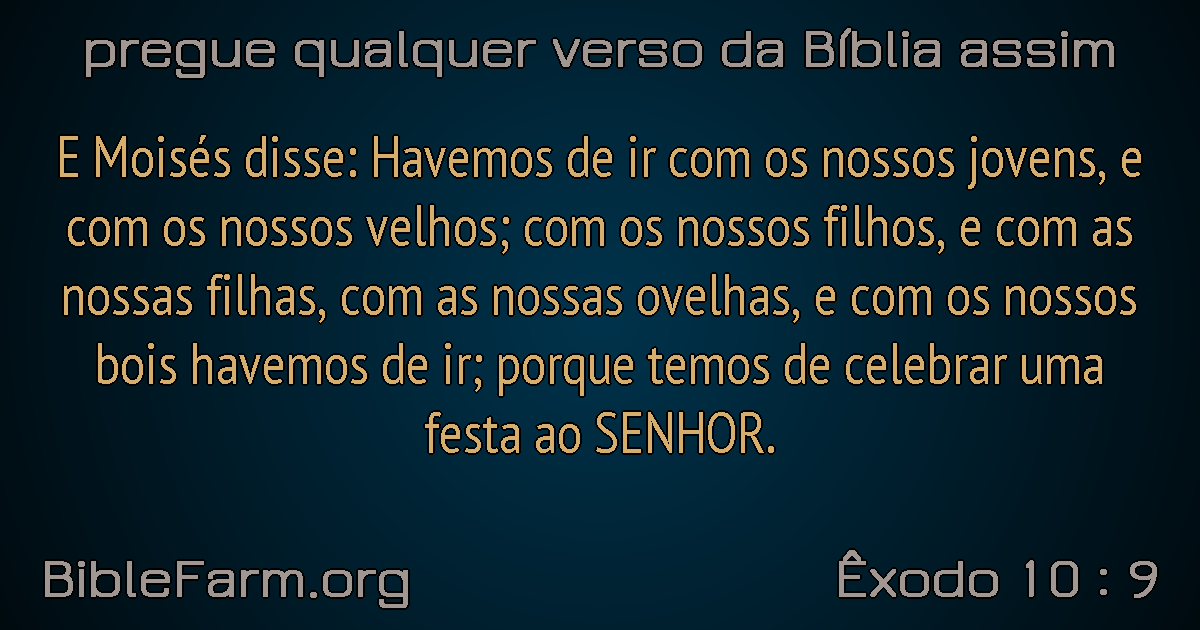 pregue qualquer verso da Bíblia assim
E Moisés disse: Havemos de ir com os nossos jovens, e
com os nossos velhos; com os nossos filhos, e com as
nossas filhas, com as nossas ovelhas, e com os nossos
bois havemos de ir; porque temos de celebrar uma
festa ao SENHOR.
BibleFarm.org
Êxodo 10 : 9